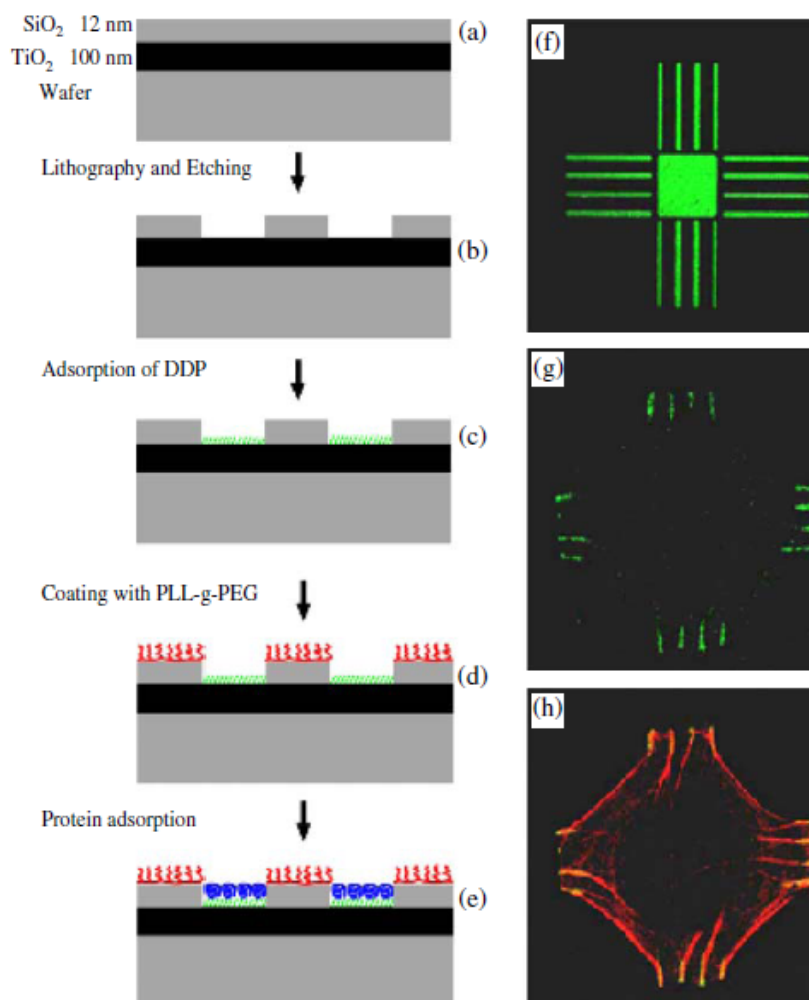 SiO₂ 12 nm
(a)
TiO₂ 100 nm
Wafer
Lithography and Etching
(b)
Adsorption of DDP
(c)
Coating with PLL-g-PEG
(d)
Protein adsorption
(e)
(f)
(g)
(h)